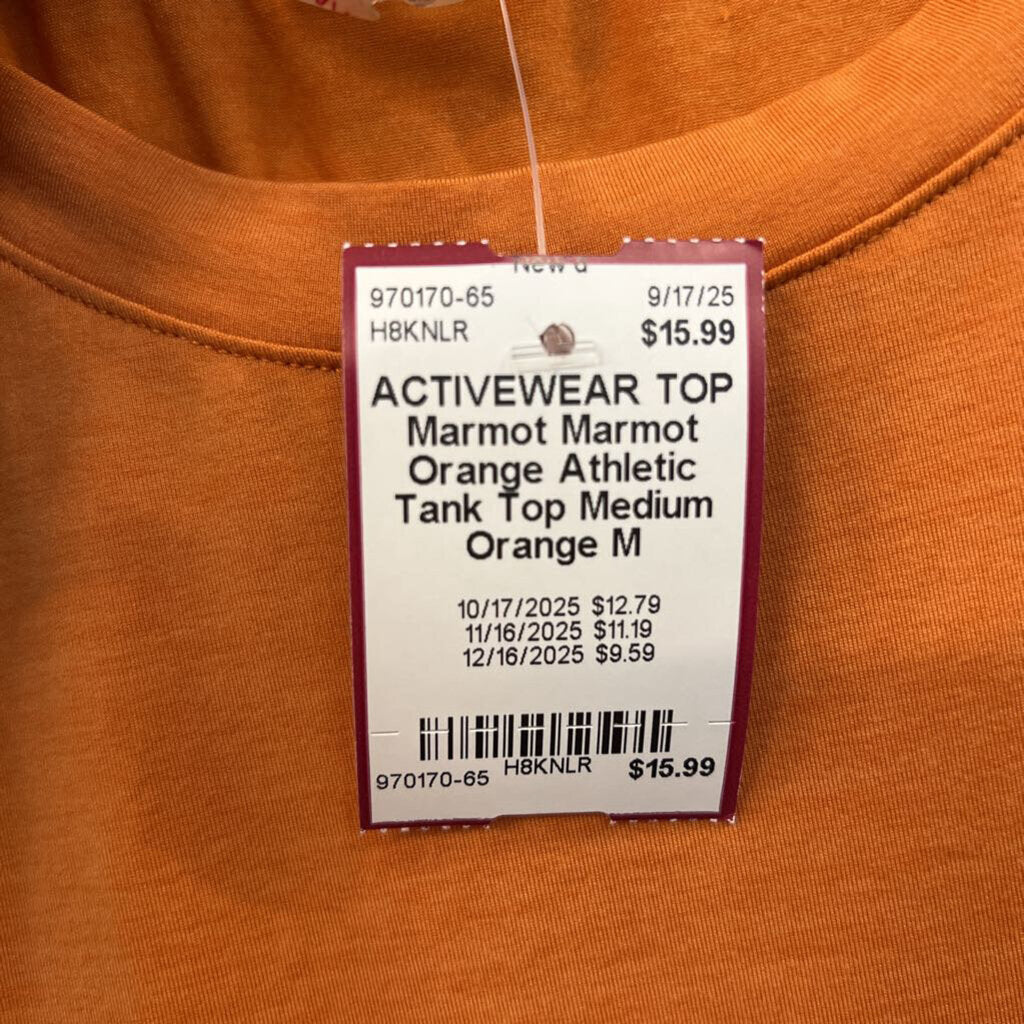 970170-65 9/17/25
H8KNLR $15.99
ACTIVEWEAR TOP
Marmot Marmot
Orange Athletic
Tank Top Medium
Orange M
10/17/2025 $12.79
11/16/2025 $11.19
12/16/2025 $9.59
970170-65 H8KNLR $15.99